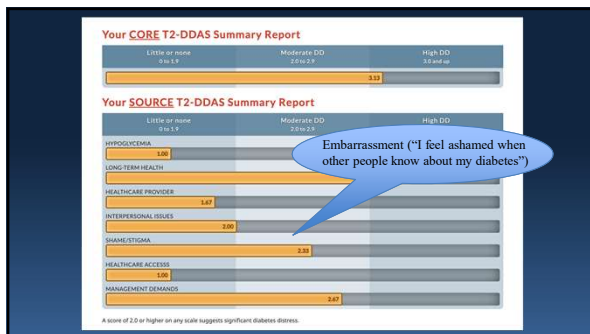 Your CORE T2-DDAS Summary Report
Little or none Moderate DD High DD
0 to 1.9 2.0 to 2.9 3.0 and up
3.13
Your SOURCE T2-DDAS Summary Report
Little or none Moderate DD High DD
0 to 1.9 2.0 to 2.9
HYPOGLYCEMIA
1.00
Embarrassment (“I feel ashamed when
other people know about my diabetes”)
LONG-TERM HEALTH
HEALTHCARE PROVIDER
1.67
INTERPERSONAL ISSUES
2.00
SHAME/STIGMA
2.33
HEALTHCARE ACCESSS
1.00
MANAGEMENT DEMANDS
2.67
A score of 2.0 or higher on any scale suggests significant diabetes distress.